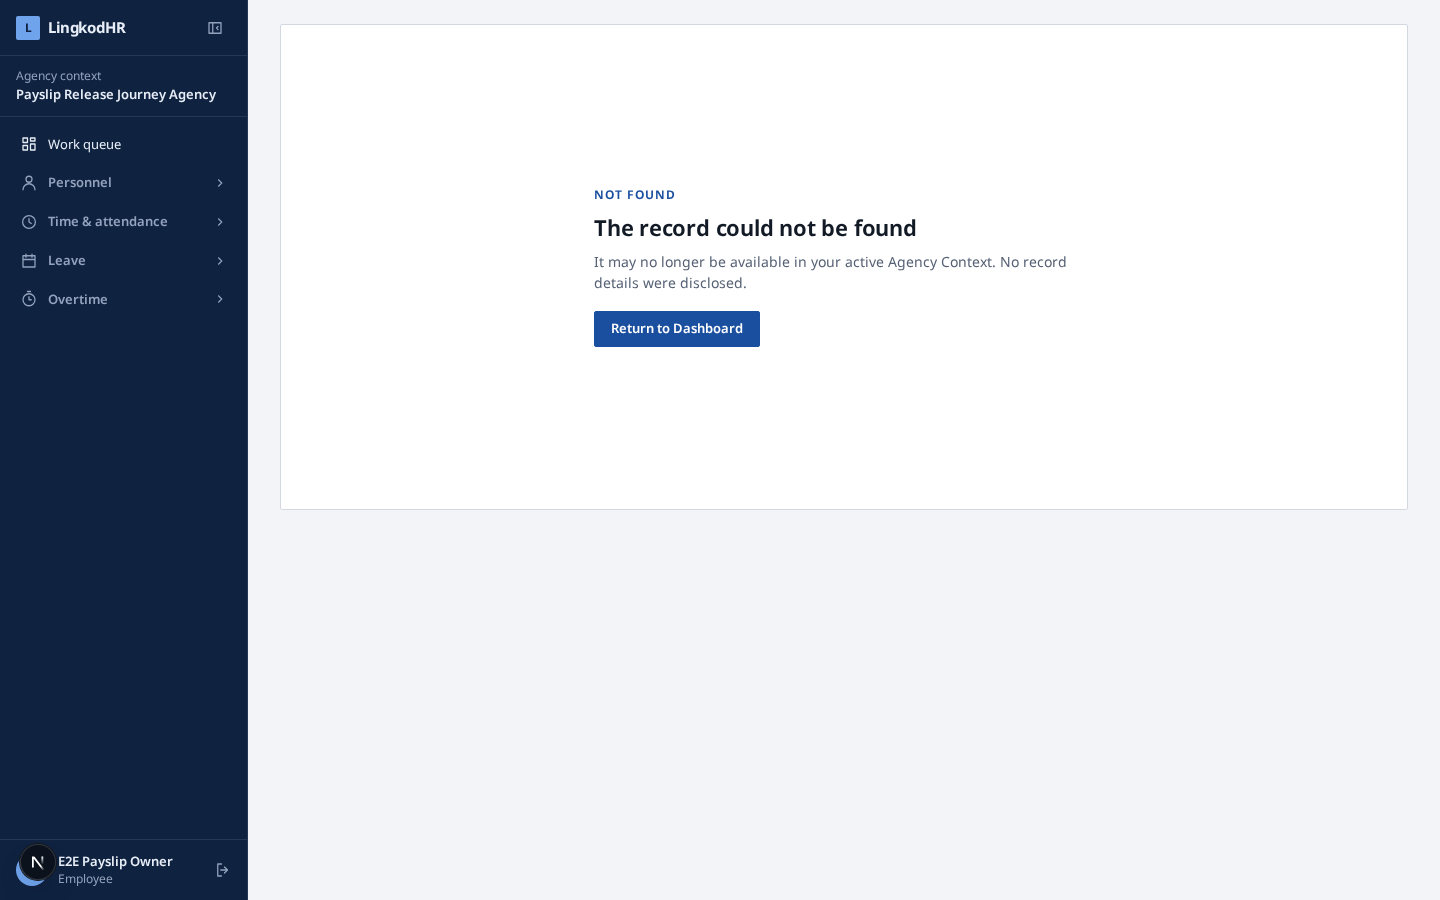 L LingkodHR
Agency context
Payslip Release Journey Agency
Work queue
Personnel
Time & attendance
Leave
Overtime
N E2E Payslip Owner
Employee
NOT FOUND
The record could not be found
It may no longer be available in your active Agency Context. No record
details were disclosed.
Return to Dashboard